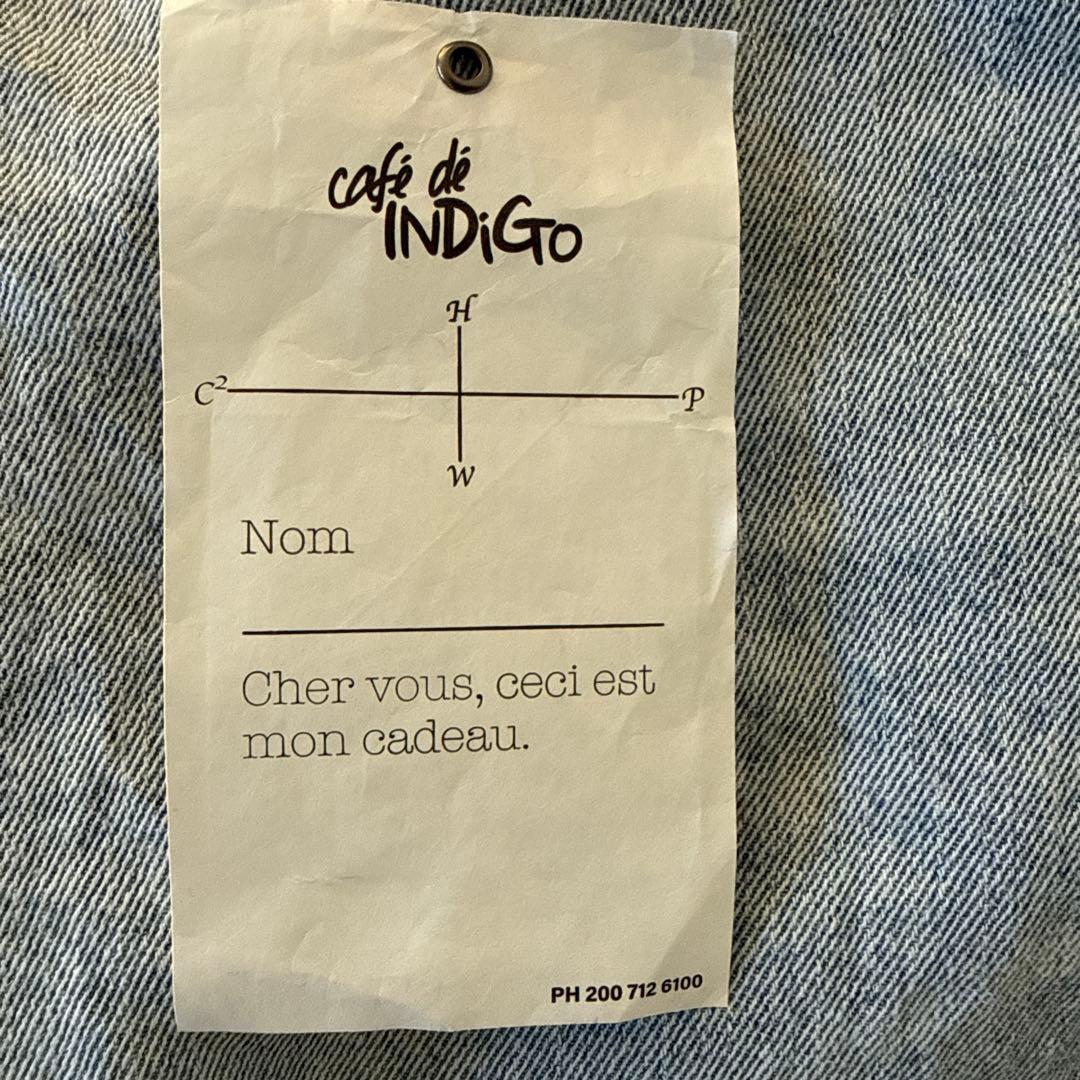 café dé
INDiGo
H
C² P
W
Nom
Cher vous, ceci est
mon cadeau.
PH 200 712 6100